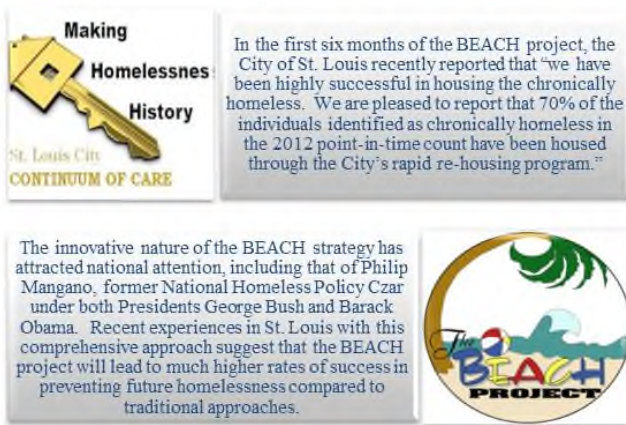 Making
Homelessnes
History
St. Louis City
CONTINUUM OF CARE
In the first six months of the BEACH project, the
City of St. Louis recently reported that “we have
been highly successful in housing the chronically
homeless.  We are pleased to report that 70% of the
individuals identified as chronically homeless in
the 2012 point-in-time count have been housed
through the City’s rapid re-housing program.”
The innovative nature of the BEACH strategy has
attracted national attention, including that of Philip
Mangano, former National Homeless Policy Czar
under both Presidents George Bush and Barack
Obama.  Recent experiences in St. Louis with this
comprehensive approach suggest that the BEACH
project will lead to much higher rates of success in
preventing future homelessness compared to
traditional approaches.
The
BEACH
PROJECT